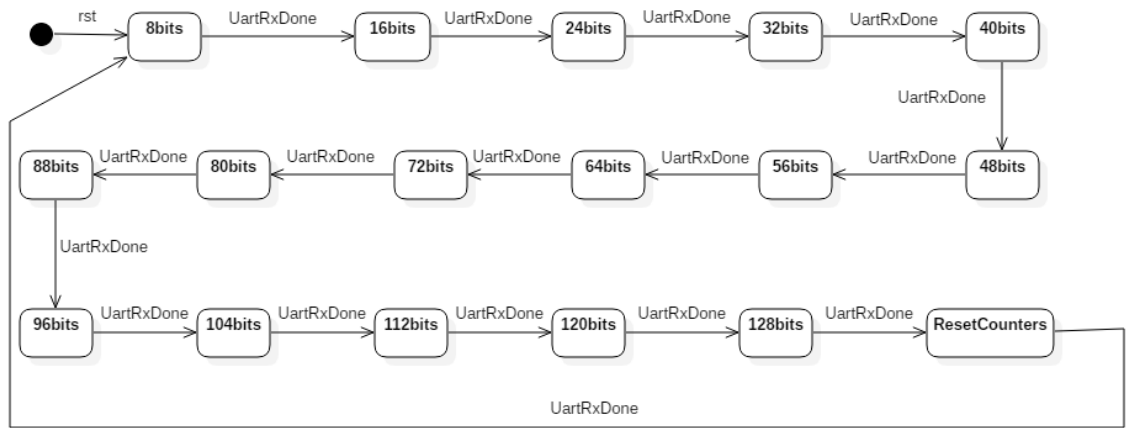 rst
8bits
UartRxDone
16bits
UartRxDone
24bits
UartRxDone
32bits
UartRxDone
40bits
UartRxDone
88bits
UartRxDone
80bits
UartRxDone
72bits
UartRxDone
64bits
UartRxDone
56bits
UartRxDone
48bits
UartRxDone
96bits
UartRxDone
104bits
UartRxDone
112bits
UartRxDone
120bits
UartRxDone
128bits
UartRxDone
ResetCounters
UartRxDone